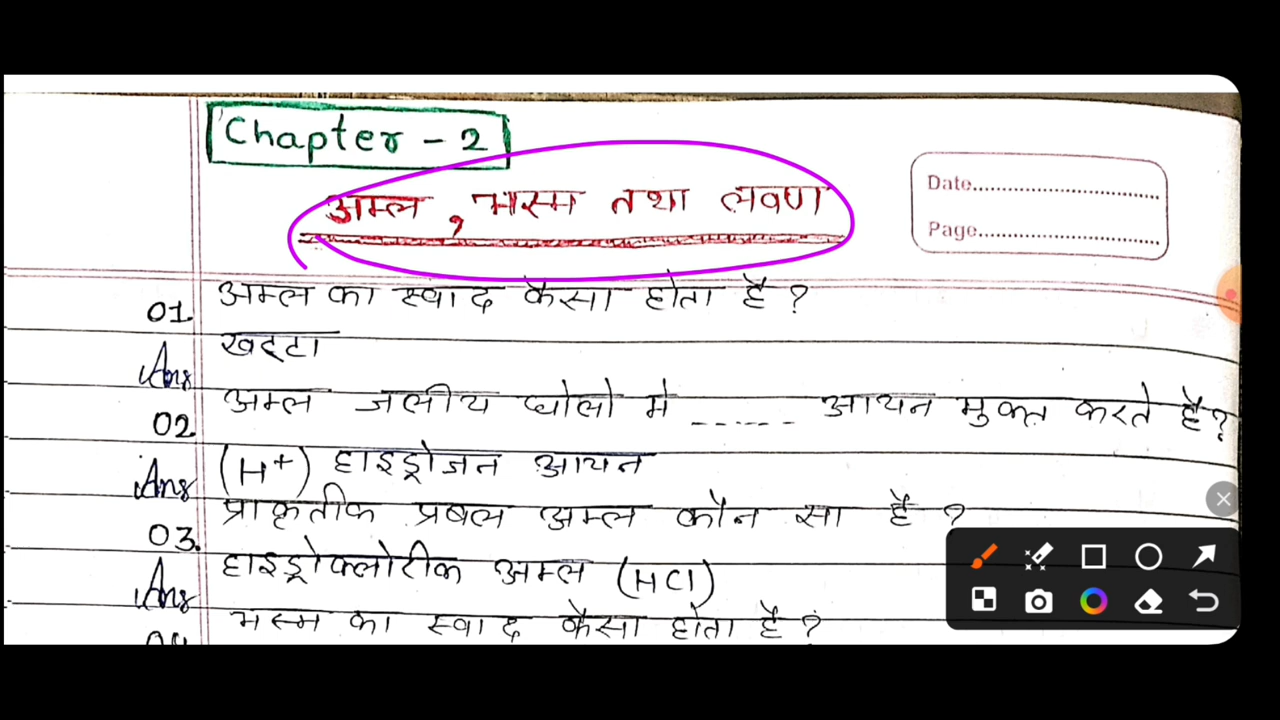 Chapter - 2
अम्ल, भस्म तथा लवण
Date
Page
01. अम्ल का स्वाद कैसा होता है ?
Ans खट्टा
02. अम्ल जलीय घोलो मे ----- आयन मुक्त करते है ?
Ans (H+) हाइड्रोजन आयन
03. प्राकृतीक प्रबल अम्ल कौन सा है ?
Ans हाइड्रोक्लोरीक अम्ल (HCl)
04. भस्म का स्वाद कैसा होता है ?